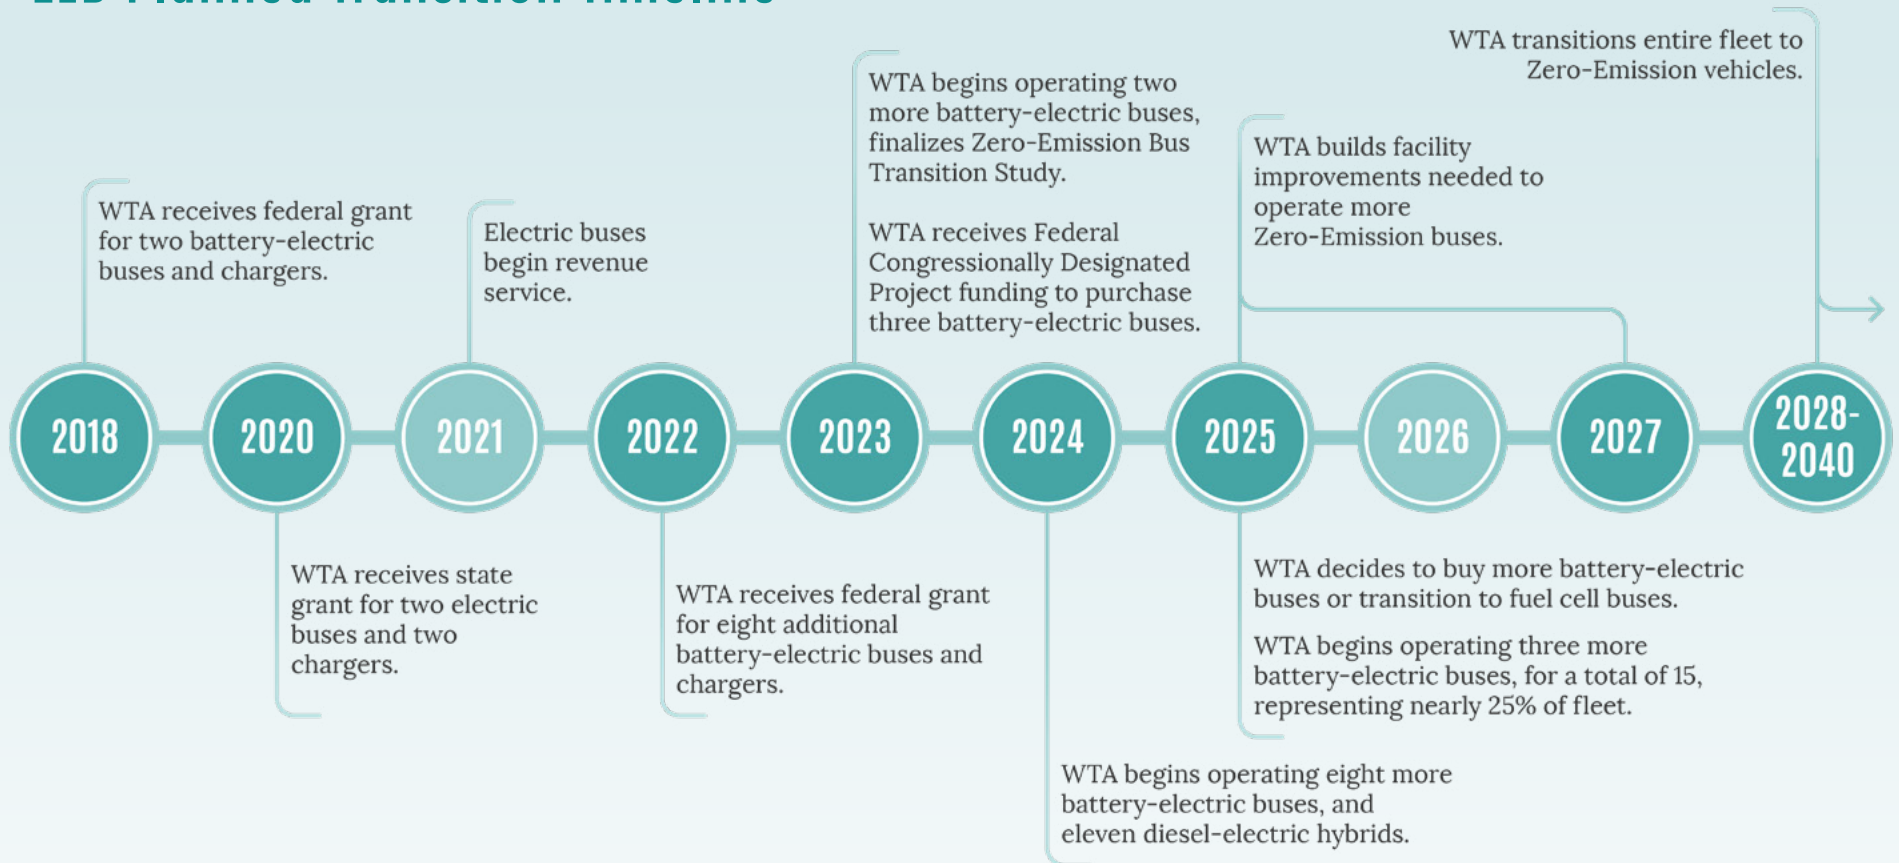 WTA transitions entire fleet to
Zero-Emission vehicles.
WTA begins operating two
more battery-electric buses,
finalizes Zero-Emission Bus
Transition Study.
WTA receives Federal
Congressionally Designated
Project funding to purchase
three battery-electric buses.
WTA builds facility
improvements needed to
operate more
Zero-Emission buses.
WTA receives federal grant
for two battery-electric
buses and chargers.
Electric buses
begin revenue
service.
2018
2020
2021
2022
2023
2024
2025
2026
2027
2028-
2040
WTA receives state
grant for two electric
buses and two
chargers.
WTA receives federal grant
for eight additional
battery-electric buses and
chargers.
WTA decides to buy more battery-electric
buses or transition to fuel cell buses.
WTA begins operating three more
battery-electric buses, for a total of 15,
representing nearly 25% of fleet.
WTA begins operating eight more
battery-electric buses, and
eleven diesel-electric hybrids.